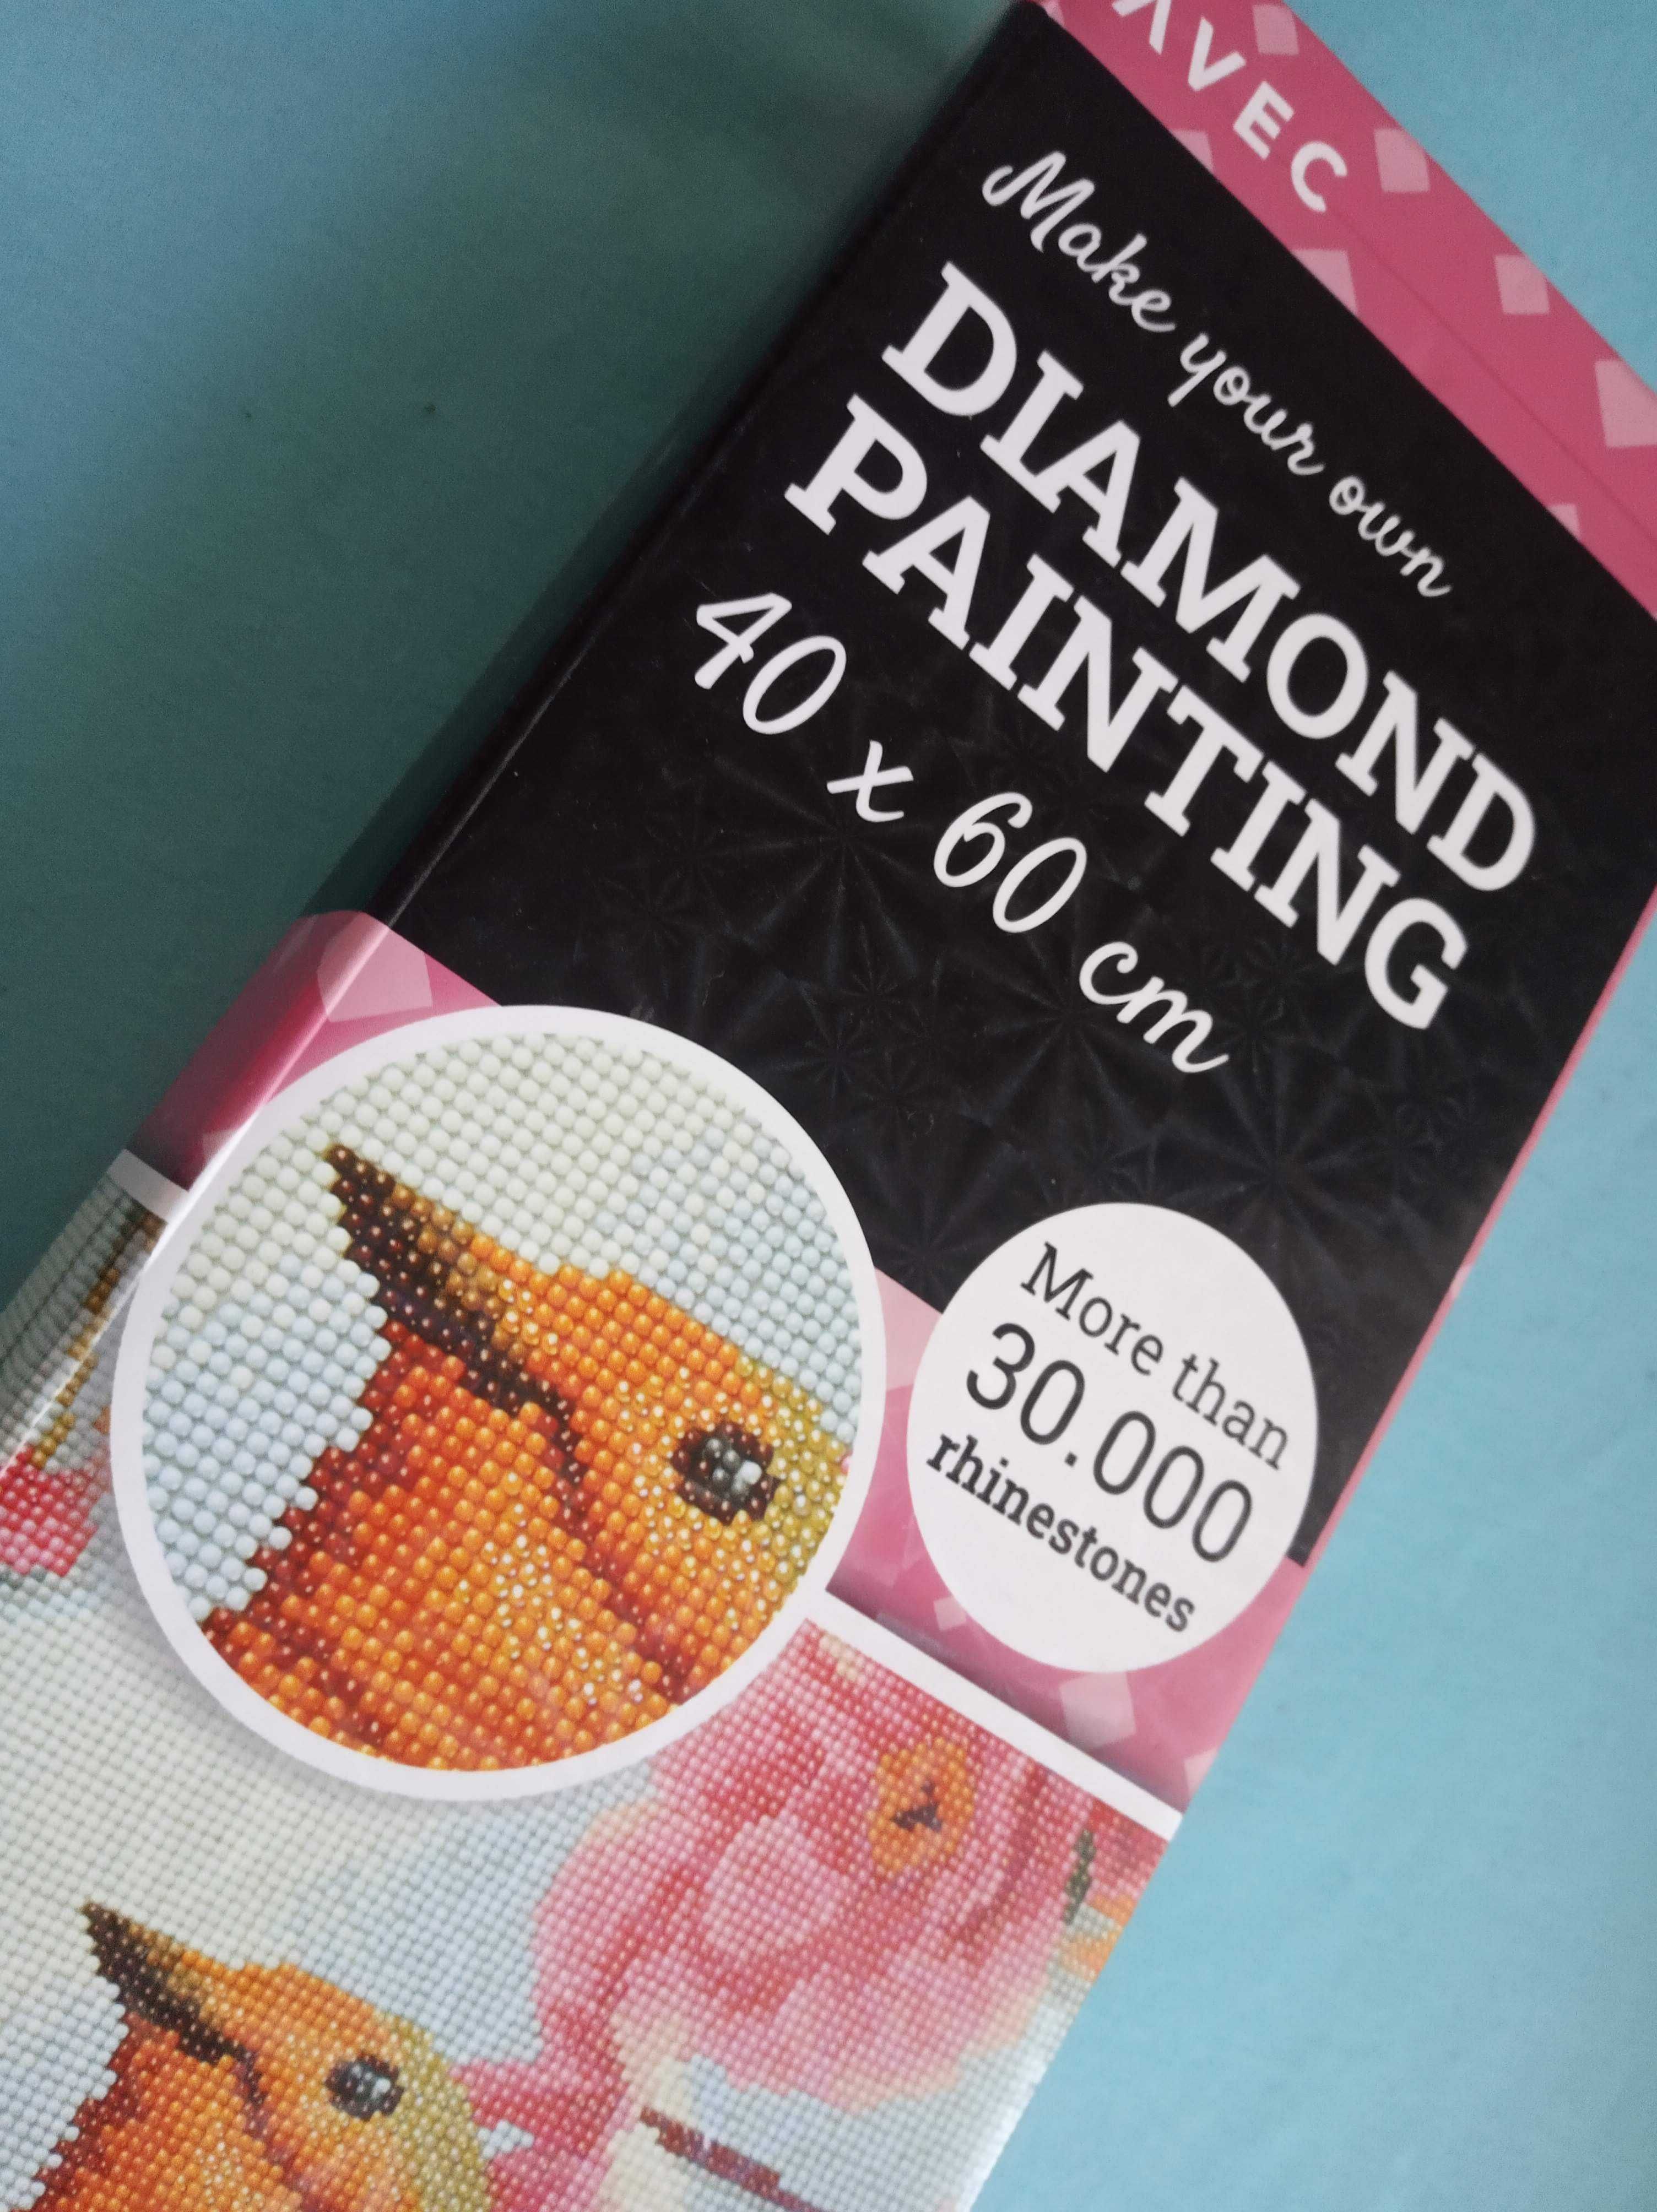 AVEC
Make your own
DIAMOND
PAINTING
40 x 60 cm
More than
30.000
rhinestones